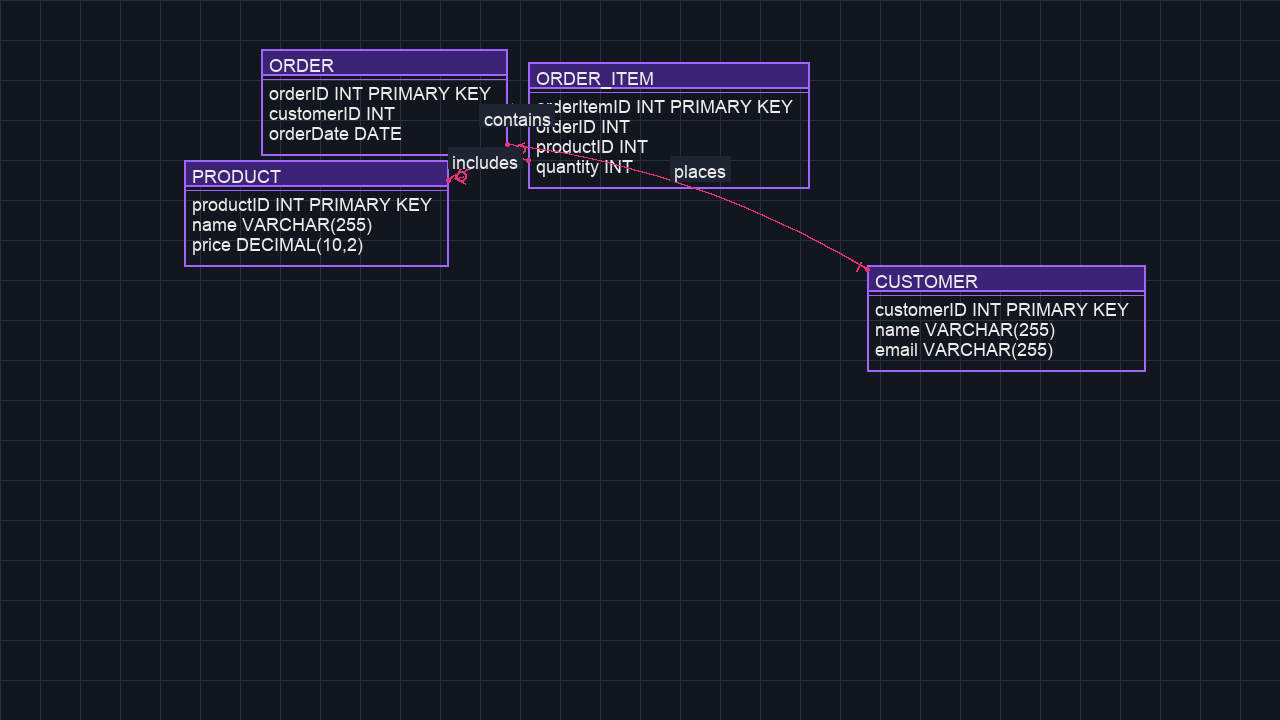 ORDER
orderID INT PRIMARY KEY
customerID INT
orderDate DATE
ORDER_ITEM
orderItemID INT PRIMARY KEY
orderID INT
productID INT
quantity INT
contains
includes
places
PRODUCT
productID INT PRIMARY KEY
name VARCHAR(255)
price DECIMAL(10,2)
CUSTOMER
customerID INT PRIMARY KEY
name VARCHAR(255)
email VARCHAR(255)